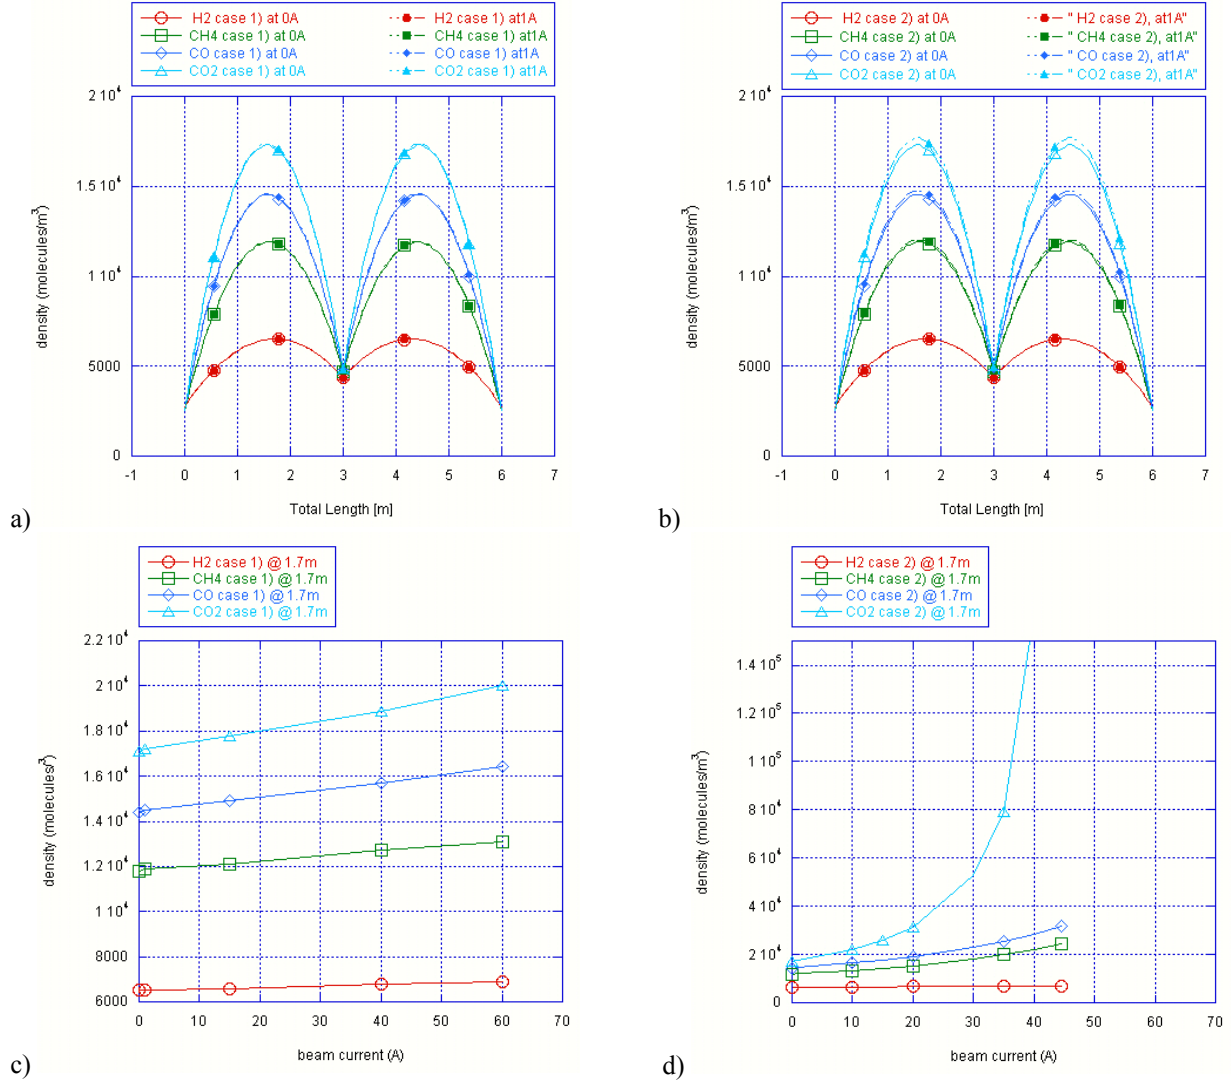 H2 case 1) at 0A H2 case 1) at1A
CH4 case 1) at 0A CH4 case 1) at1A
CO case 1) at 0A CO case 1) at1A
CO2 case 1) at 0A CO2 case 1) at1A
2 10⁴
1.5 10⁴
1 10⁴
5000
0
density (molecules/m³)
-1 0 1 2 3 4 5 6 7
Total Length [m]
a)
H2 case 2) at 0A " H2 case 2), at1A"
CH4 case 2) at 0A " CH4 case 2), at1A"
CO case 2) at 0A " CO case 2), at1A"
CO2 case 2) at 0A " CO2 case 2), at1A"
2 10⁴
1.5 10⁴
1 10⁴
5000
0
density (molecules/m³)
-1 0 1 2 3 4 5 6 7
Total Length [m]
b)
H2 case 1) @ 1.7m
CH4 case 1) @ 1.7m
CO case 1) @ 1.7m
CO2 case 1) @ 1.7m
2.2 10⁴
2 10⁴
1.8 10⁴
1.6 10⁴
1.4 10⁴
1.2 10⁴
1 10⁴
8000
6000
density (molecules/³)
0 10 20 30 40 50 60 70
beam current (A)
c)
H2 case 2) @ 1.7m
CH4 case 2) @ 1.7m
CO case 2) @ 1.7m
CO2 case 2) @ 1.7m
1.4 10⁵
1.2 10⁵
1 10⁵
8 10⁴
6 10⁴
4 10⁴
2 10⁴
0
density (molecules/m³)
0 10 20 30 40 50 60 70
beam current (A)
d)